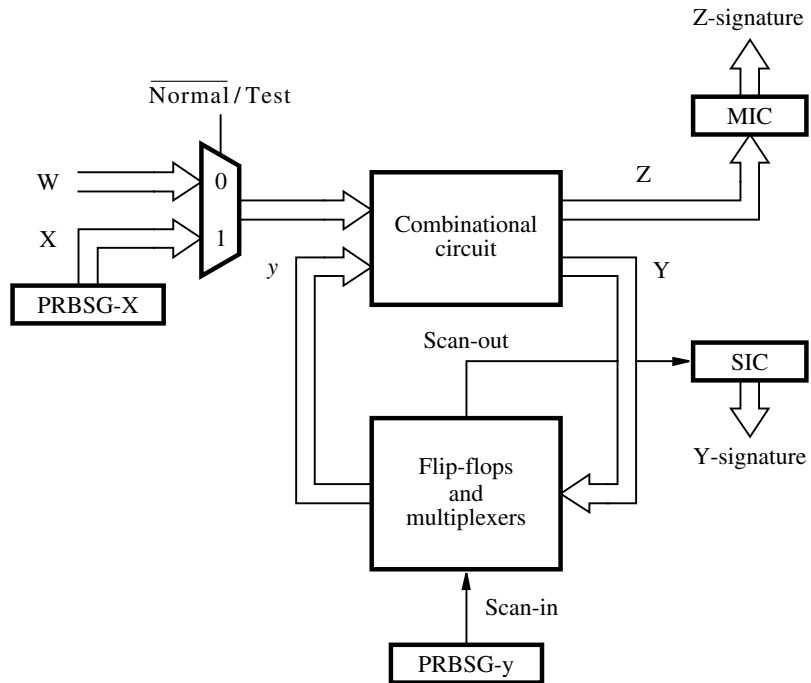 Z-signature
MIC
Normal / Test
W
0
Z
X
1
Combinational
circuit
y
Y
PRBSG-X
Scan-out
SIC
Flip-flops
and
multiplexers
Y-signature
Scan-in
PRBSG-y